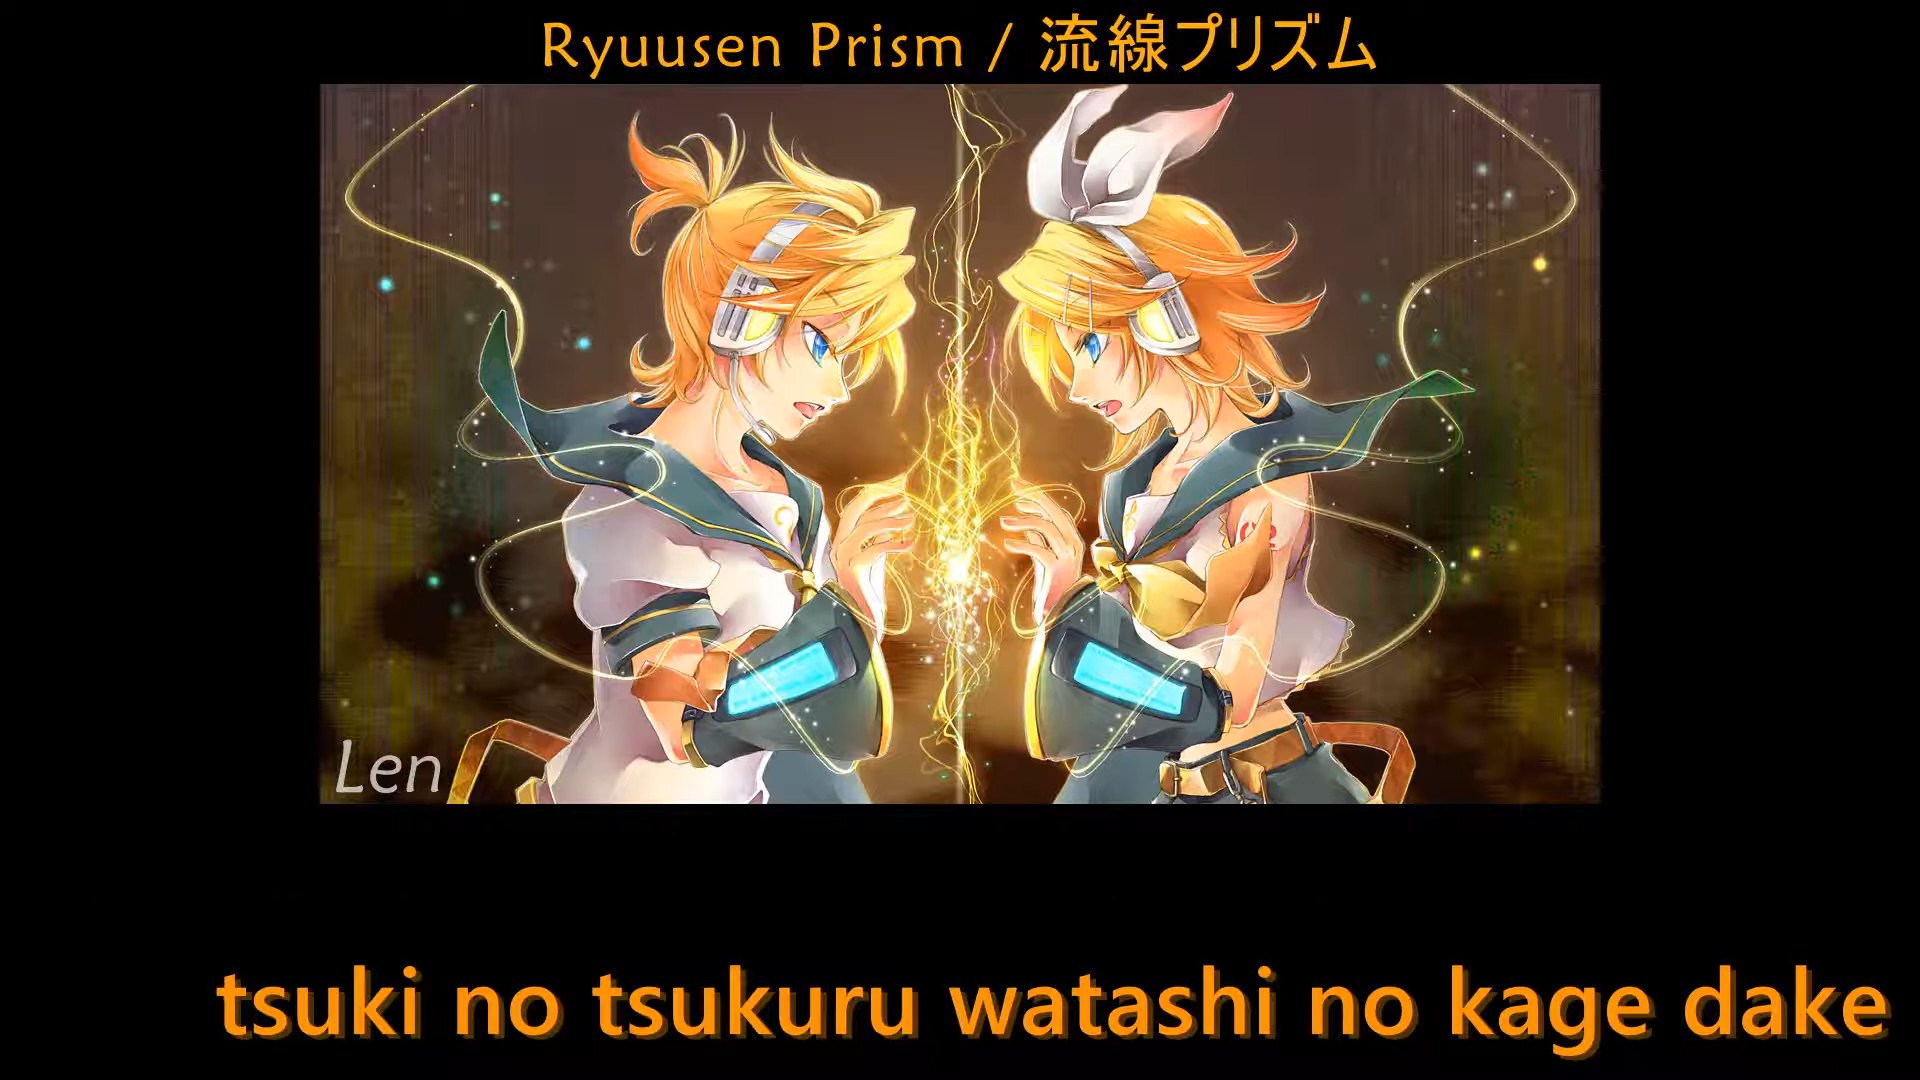 Ryuusen Prism / 流線プリズム
Len
tsuki no tsukuru watashi no kage dake